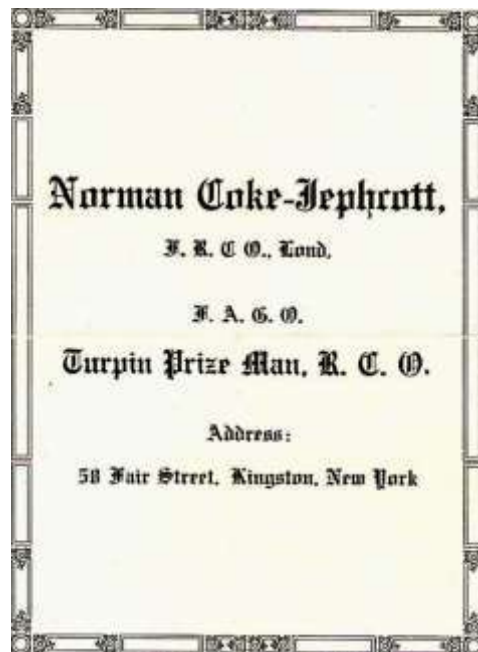 Norman Coke-Jephcott,
F. R. C O., Lond,
F. A. G. O.
Turpin Prize Man, R. C. O.
Address:
58 Fair Street, Kingston, New York